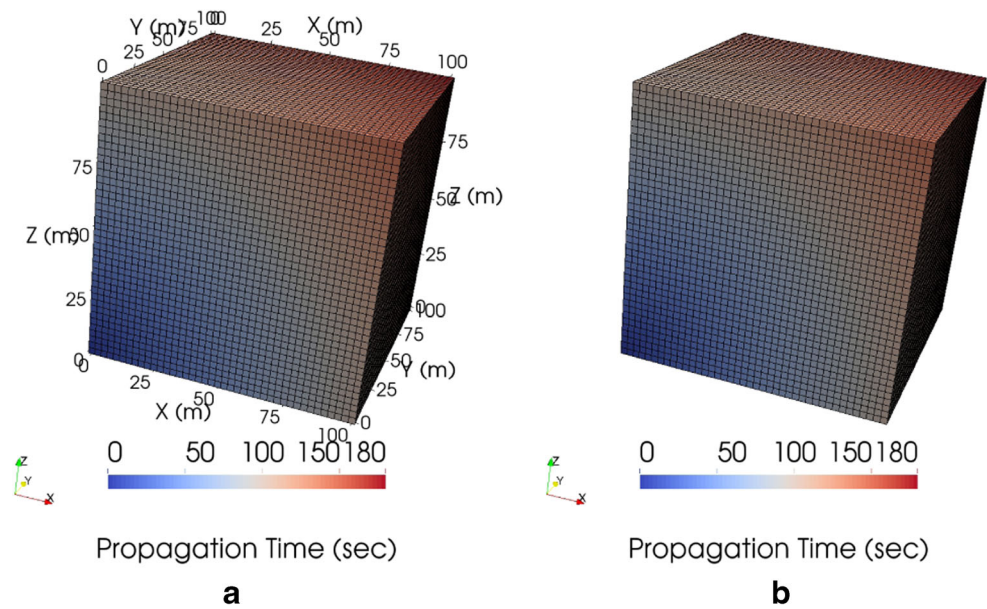 Y (m) 100 0 X (m)
0 25 50 75 25 50 75 100
75 75
Z (m) 50 50 Z (m)
25 25
0 0 0 100
25 75
50 50 Y (m)
X (m) 75 25
100 0
0 50 100 150 180
Z
Y
X
Propagation Time (sec)
a
0 50 100 150 180
Z
Y
X
Propagation Time (sec)
b